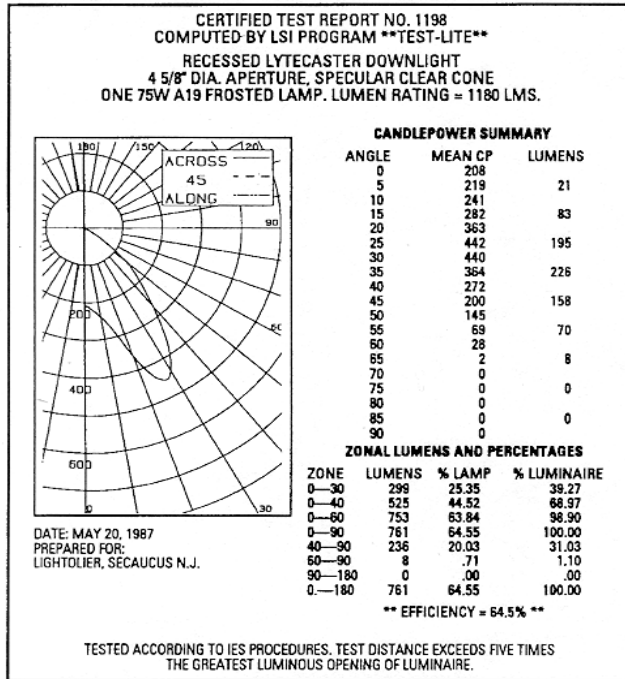 CERTIFIED TEST REPORT NO. 1198
COMPUTED BY LSI PROGRAM **TEST-LITE**
RECESSED LYTECASTER DOWNLIGHT
4 5/8" DIA. APERTURE, SPECULAR CLEAR CONE
ONE 75W A19 FROSTED LAMP. LUMEN RATING = 1180 LMS.
180 150 120
ACROSS
45
ALONG
90
60
200
400
600
0 30
DATE: MAY 20, 1987
PREPARED FOR:
LIGHTOLIER, SECAUCUS N.J.
CANDLEPOWER SUMMARY
ANGLE MEAN CP LUMENS
0 208
5 219 21
10 241
15 282 83
20 363
25 442 195
30 440
35 364 226
40 272
45 200 158
50 145
55 69 70
60 28
65 2 8
70 0
75 0 0
80 0
85 0 0
90 0
ZONAL LUMENS AND PERCENTAGES
ZONE LUMENS % LAMP % LUMINAIRE
0—30 299 25.35 39.27
0—40 525 44.52 68.97
0—60 753 63.84 98.90
0—90 761 64.55 100.00
40—90 236 20.03 31.03
60—90 8 .71 1.10
90—180 0 .00 .00
0.—180 761 64.55 100.00
** EFFICIENCY = 64.5% **
TESTED ACCORDING TO IES PROCEDURES. TEST DISTANCE EXCEEDS FIVE TIMES
THE GREATEST LUMINOUS OPENING OF LUMINAIRE.